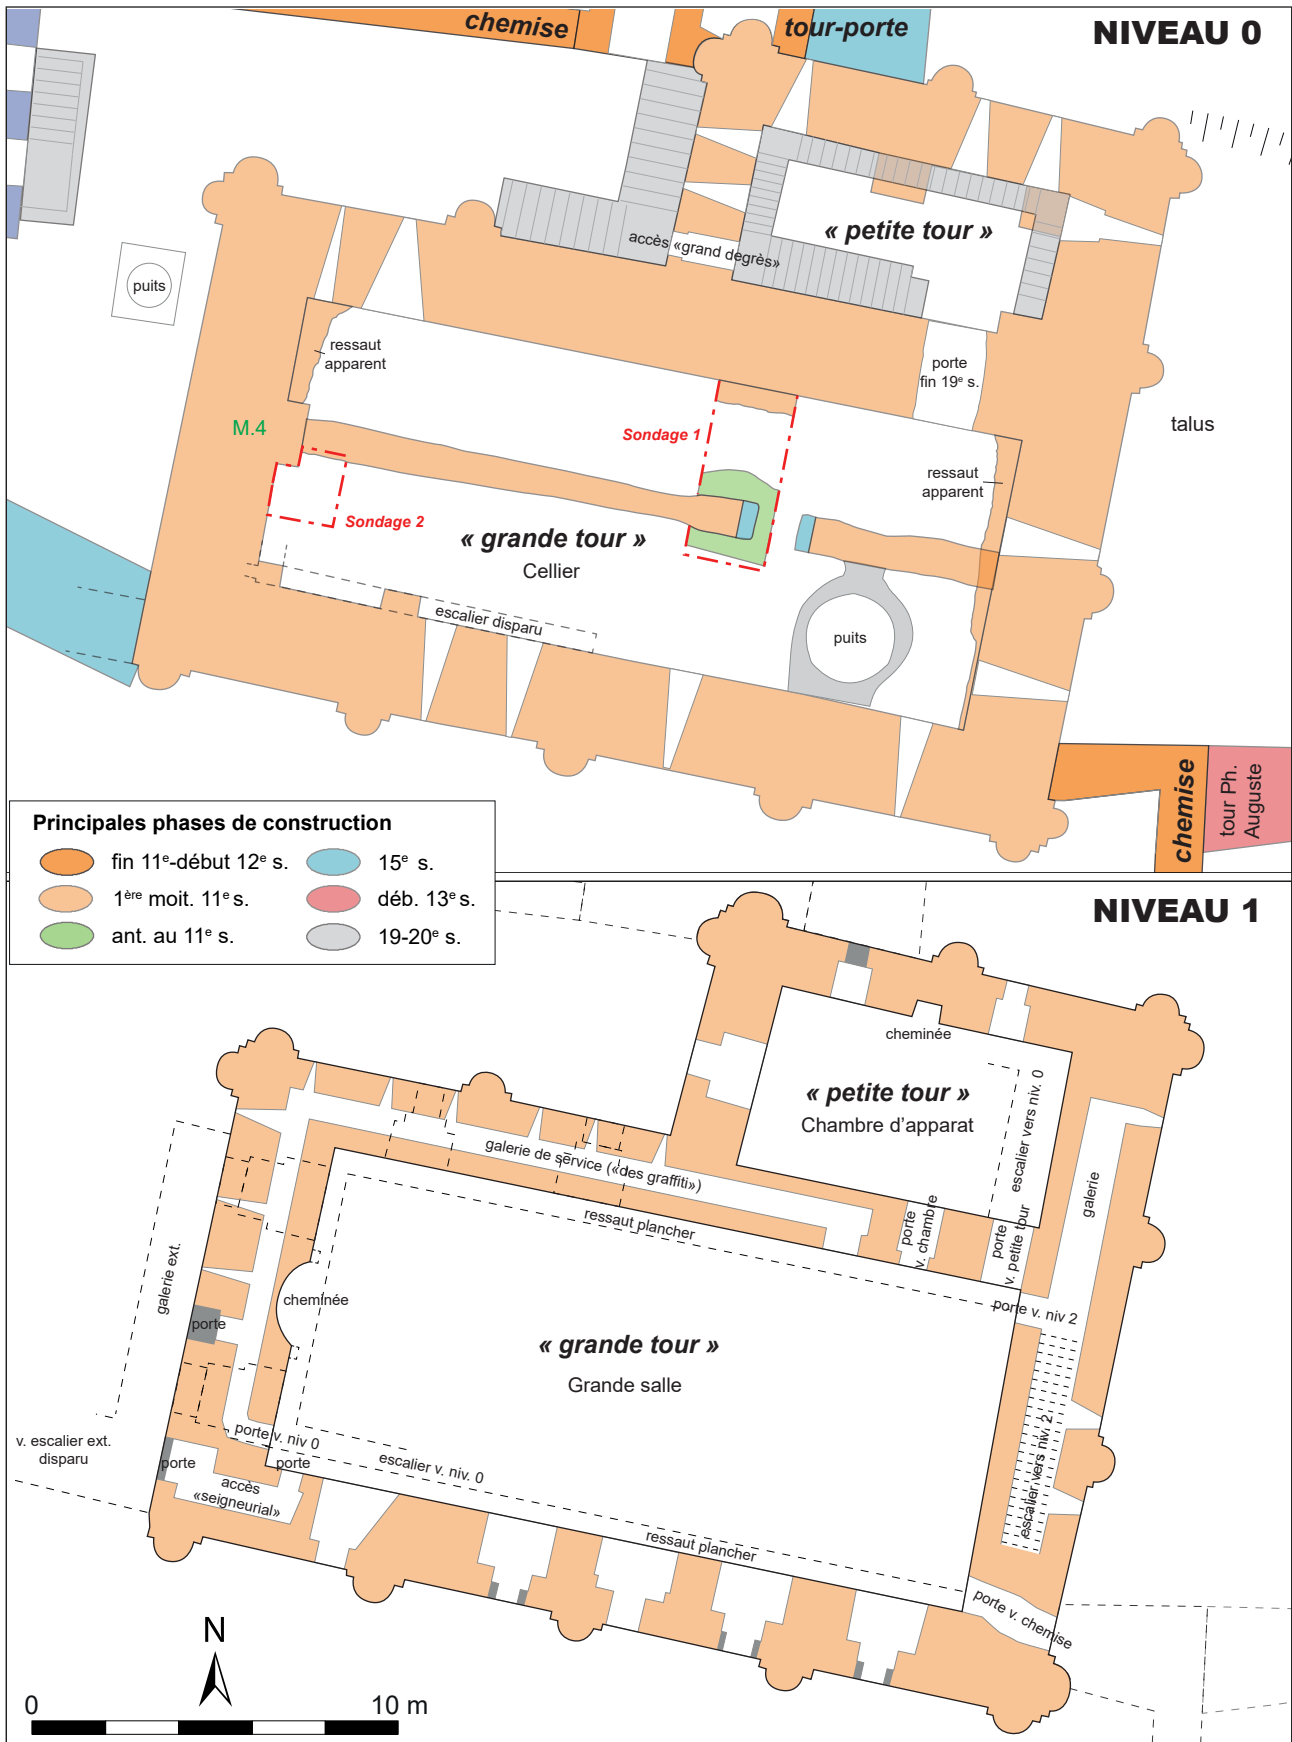 chemise
tour-porte
NIVEAU 0
« petite tour »
accès «grand degrès»
puits
ressaut
apparent
porte
fin 19e s.
talus
M.4
Sondage 1
ressaut
apparent
Sondage 2
« grande tour »
Cellier
escalier disparu
puits
chemise
tour Ph.
Auguste
Principales phases de construction
fin 11e-début 12e s.
15e s.
1ère moit. 11e s.
déb. 13e s.
ant. au 11e s.
19-20e s.
NIVEAU 1
cheminée
« petite tour »
Chambre d'apparat
escalier vers niv. 0
galerie
galerie de service («des graffiti»)
porte
v. chambre
porte
v. petite tour
ressaut plancher
galerie ext.
cheminée
porte
porte v. niv 2
« grande tour »
Grande salle
v. escalier ext.
disparu
porte v. niv 0
porte
porte
escalier v. niv. 0
accès
«seigneurial»
escalier vers niv. 2
ressaut plancher
porte v. chemise
N
0
10 m